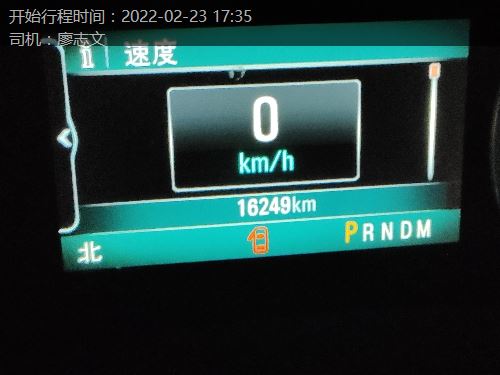 开始行程时间：2022-02-23 17:35
司机：廖志文
速度
0
km/h
16249km
北 PRNDM